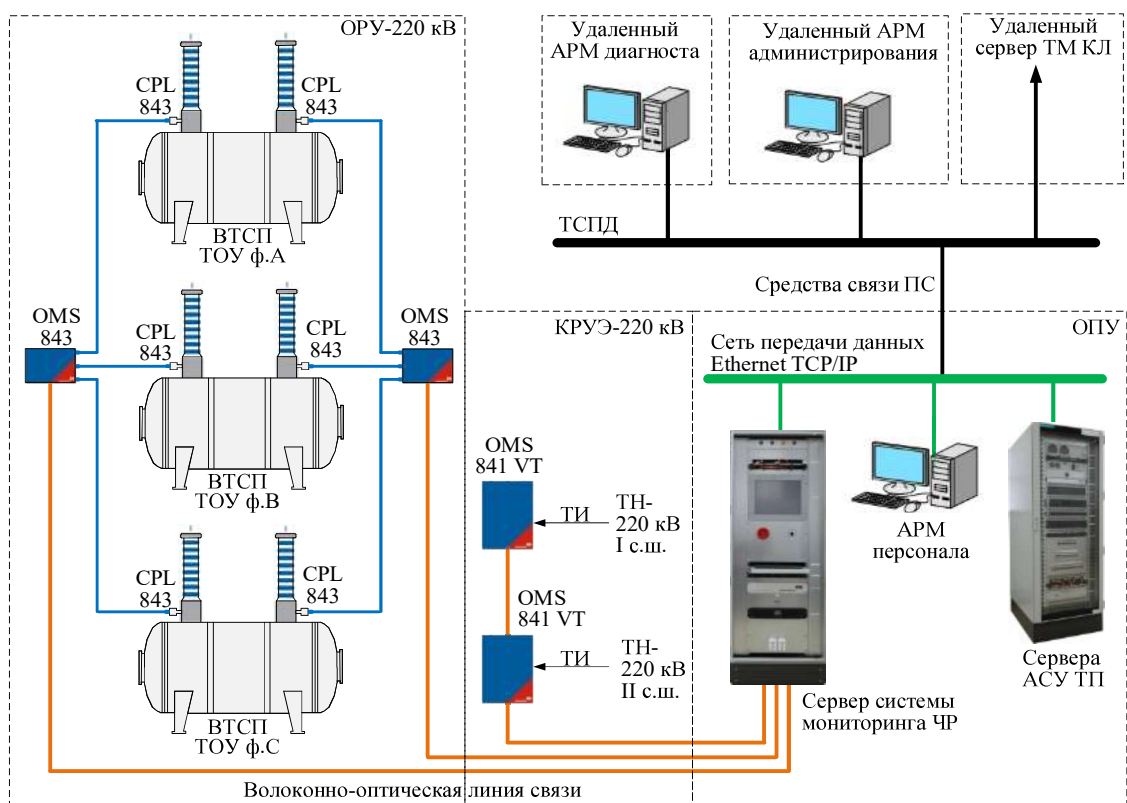 ОРУ-220 кВ
CPL
843
CPL
843
ВТСП
ТОУ ф.А
OMS
843
CPL
843
CPL
843
OMS
843
ВТСП
ТОУ ф.В
CPL
843
CPL
843
ВТСП
ТОУ ф.С
Удаленный
АРМ диагноста
Удаленный АРМ
администрирования
Удаленный
сервер ТМ КЛ
ТСПД
Средства связи ПС
КРУЭ-220 кВ
OMS
841 VT
ТИ
ТН-
220 кВ
I с.ш.
OMS
841 VT
ТИ
ТН-
220 кВ
II с.ш.
ОПУ
Сеть передачи данных
Ethernet TCP/IP
АРМ
персонала
Сервера
АСУ ТП
Сервер системы
мониторинга ЧР
Волоконно-оптическая линия связи